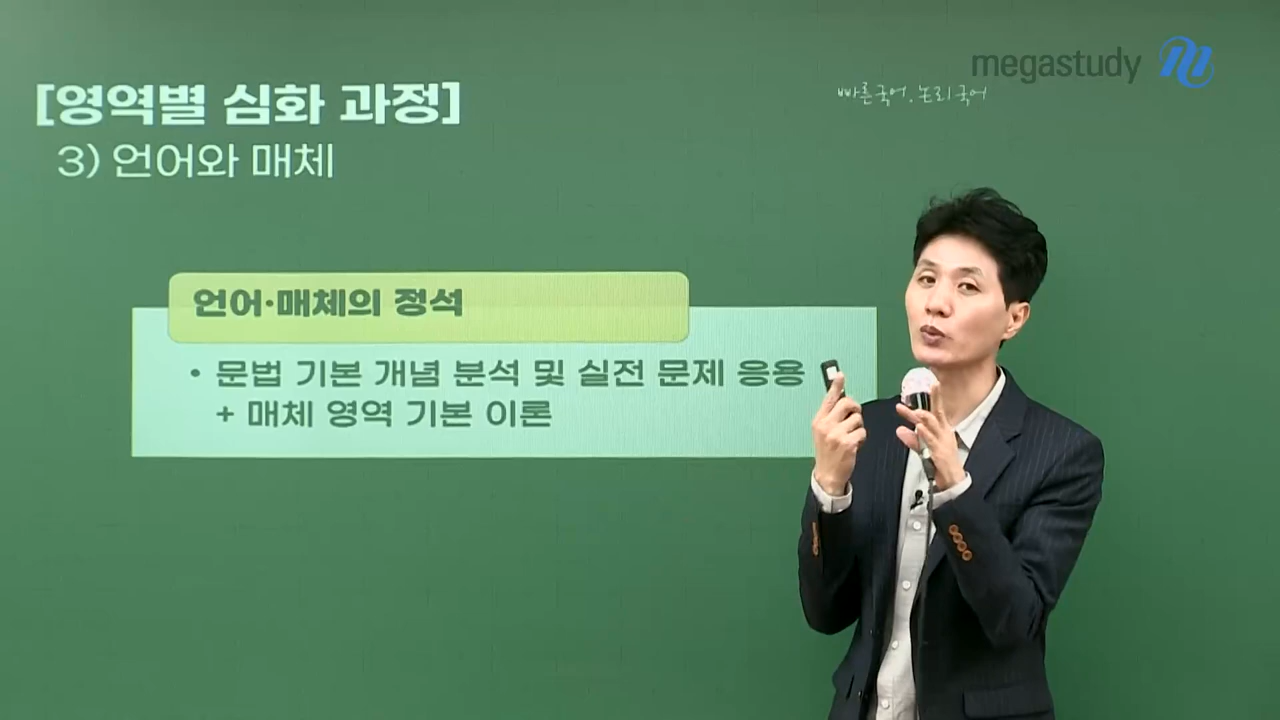 megastudy
빠른국어. 논리국어
[영역별 심화 과정]
3) 언어와 매체
언어·매체의 정석
• 문법 기본 개념 분석 및 실전 문제 응용
+ 매체 영역 기본 이론